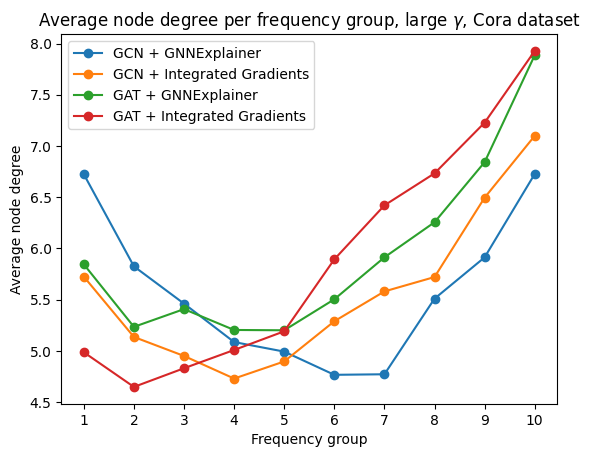 Average node degree per frequency group, large γ, Cora dataset
GCN + GNNExplainer
GCN + Integrated Gradients
GAT + GNNExplainer
GAT + Integrated Gradients
Average node degree
8.0
7.5
7.0
6.5
6.0
5.5
5.0
4.5
1 2 3 4 5 6 7 8 9 10
Frequency group